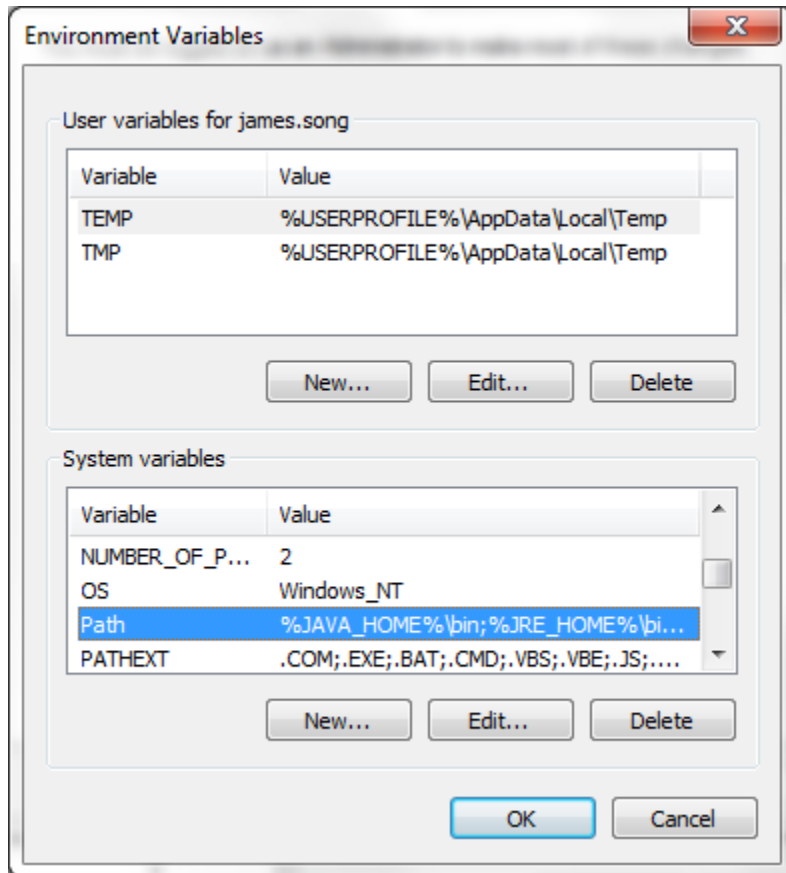 Environment Variables
User variables for james.song
Variable Value
TEMP %USERPROFILE%\AppData\Local\Temp
TMP %USERPROFILE%\AppData\Local\Temp
New... Edit... Delete
System variables
Variable Value
NUMBER_OF_P... 2
OS Windows_NT
Path %JAVA_HOME%\bin;%JRE_HOME%\bi...
PATHEXT .COM;.EXE;.BAT;.CMD;.VBS;.VBE;.JS;....
New... Edit... Delete
OK Cancel